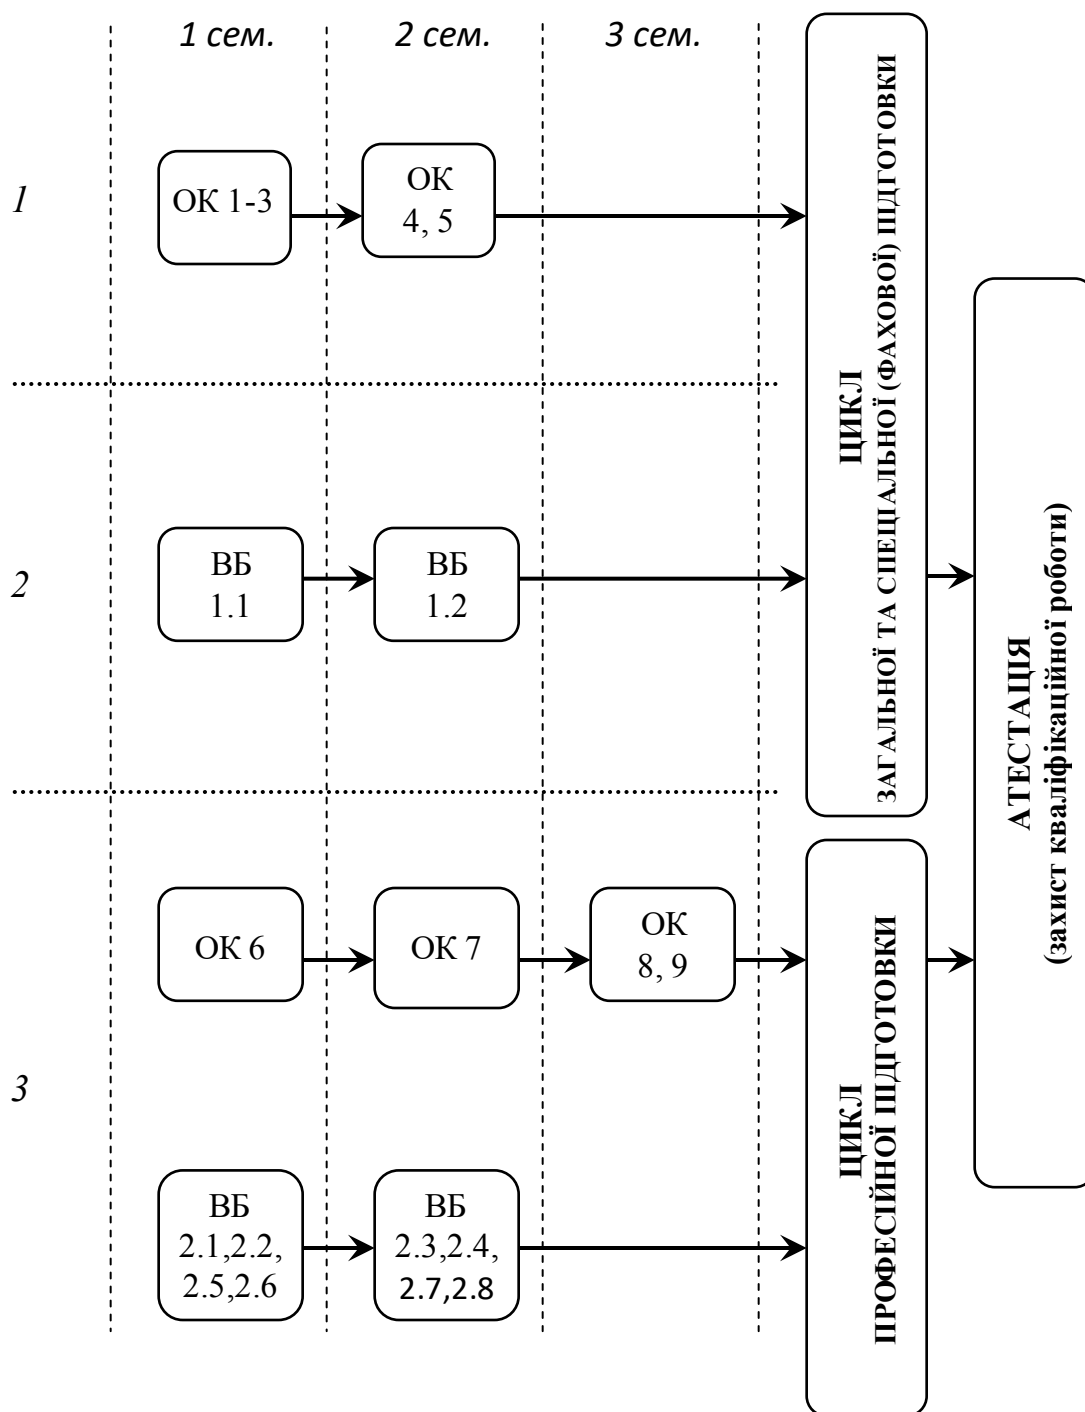 1 сем.
2 сем.
3 сем.
1
ОК 1-3
ОК
4, 5
2
ВБ
1.1
ВБ
1.2
ЦИКЛ
ЗАГАЛЬНОЇ ТА СПЕЦІАЛЬНОЇ (ФАХОВОЇ) ПІДГОТОВКИ
3
ОК 6
ОК 7
ОК
8, 9
ВБ
2.1,2.2,
2.5,2.6
ВБ
2.3,2.4,
2.7,2.8
ЦИКЛ
ПРОФЕСІЙНОЇ ПІДГОТОВКИ
АТЕСТАЦІЯ
(захист кваліфікаційної роботи)